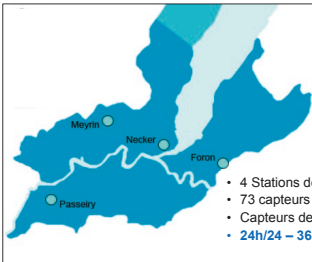 Meyrin
Necker
Foron
Passeiry
• 4 Stations de
• 73 capteurs
• Capteurs de
• 24h/24 – 36